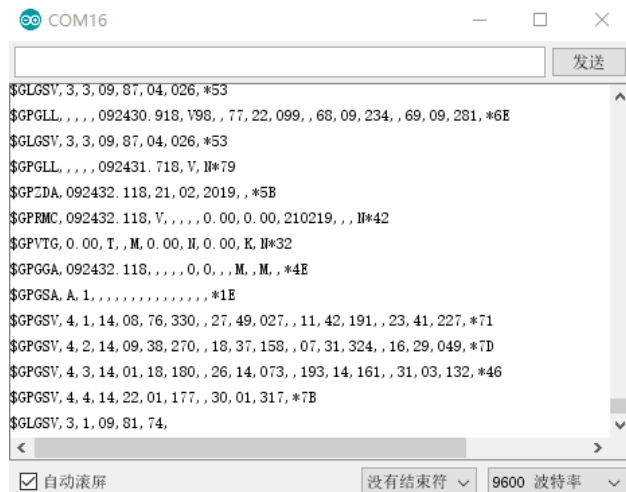 COM16
发送
$GLGSV,3,3,09,87,04,026,*53
$GPGLL,,,,,092430.918,V98,,77,22,099,,68,09,234,,69,09,281,*6E
$GLGSV,3,3,09,87,04,026,*53
$GPGLL,,,,,092431.718,V,N*79
$GPZDA,092432.118,21,02,2019,,*5B
$GPRMC,092432.118,V,,,,,0.00,0.00,210219,,,N*42
$GPVTG,0.00,T,,M,0.00,N,0.00,K,N*32
$GPGGA,092432.118,,,,,0,0,,,M,,M,,*4E
$GPGSA,A,1,,,,,,,,,,,,,,,*1E
$GPGSV,4,1,14,08,76,330,,27,49,027,,11,42,191,,23,41,227,*71
$GPGSV,4,2,14,09,38,270,,18,37,158,,07,31,324,,16,29,049,*7D
$GPGSV,4,3,14,01,18,180,,26,14,073,,193,14,161,,31,03,132,*46
$GPGSV,4,4,14,22,01,177,,30,01,317,*7B
$GLGSV,3,1,09,81,74,
自动滚屏 没有结束符 9600 波特率